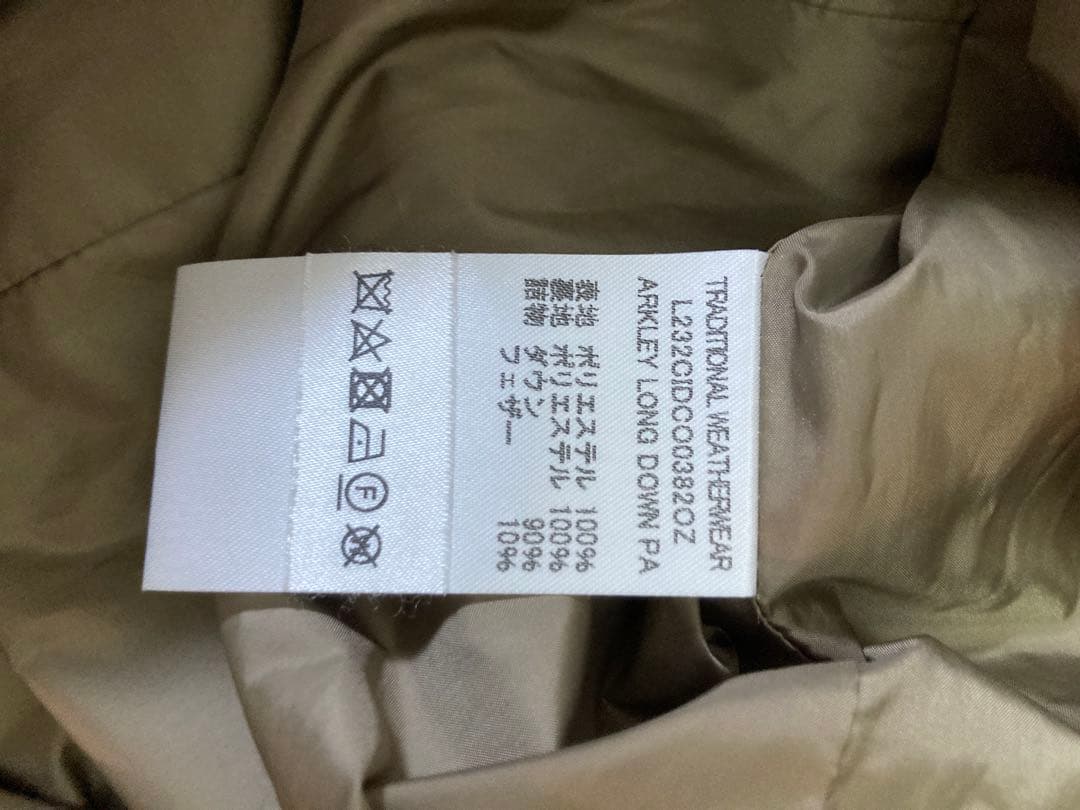 TRADITIONAL WEATHERWEAR
L232CIDCO0382OZ
ARKLEY LONG DOWN PA
表地 ポリエステル 100%
裏地 ポリエステル 100%
詰物 ダウン 90%
フェザー 10%
F
W